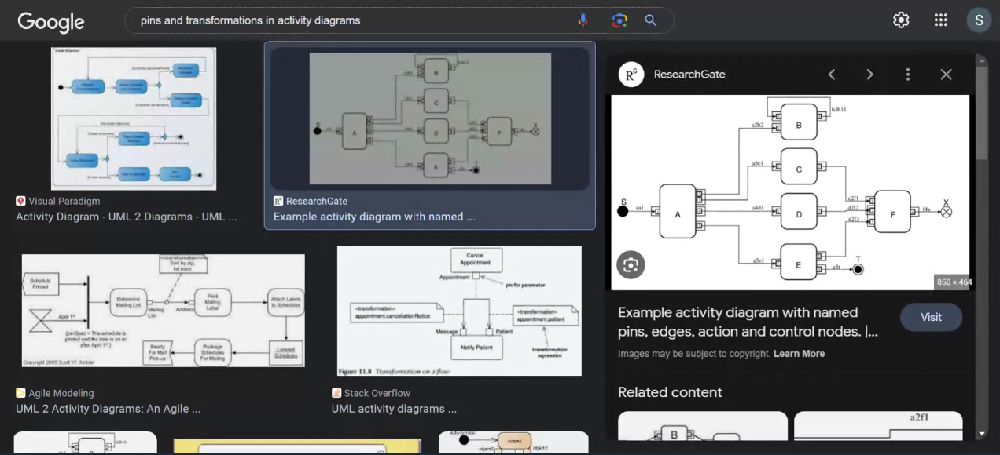 Google
pins and transformations in activity diagrams
S
Visual Paradigm
Activity Diagram - UML 2 Diagrams - UML ...
B
C
A
D
F
E
T
ResearchGate
Example activity diagram with named ...
«transformation»
Sort by zip,
list each
Schedule
Printed
Determine
Mailing List
Mailing
List
Address
Print
Mailing
Label
Attach Labels
to Schedules
April 1st
{joinSpec = The schedule is
printed and the date is on or
after April 1st}
Ready
For Mail
Pick-up
Package
Schedules
For Mailing
Labeled
Schedules
Copyright 2005 Scott W. Ambler
Agile Modeling
UML 2 Activity Diagrams: An Agile ...
Cancel
Appointment
Appointment
pin for parameter
«transformation»
appointment.cancellationNotice
«transformation»
appointment.patient
Message
Patient
Notify Patient
transformation
expression
Figure 11.8 Transformation on a flow
Stack Overflow
UML activity diagrams ...
Action1
RG
ResearchGate
b3b11
B
a2b2
a3c1
C
S
sa1
A
a4d1
D
c2f1
d2f2
e2f3
F
f4x
X
a5e1
E
T
e3t
850 × 464
Example activity diagram with named
pins, edges, action and control nodes. |...
Visit
Images may be subject to copyright. Learn More
Related content
B
a2f1